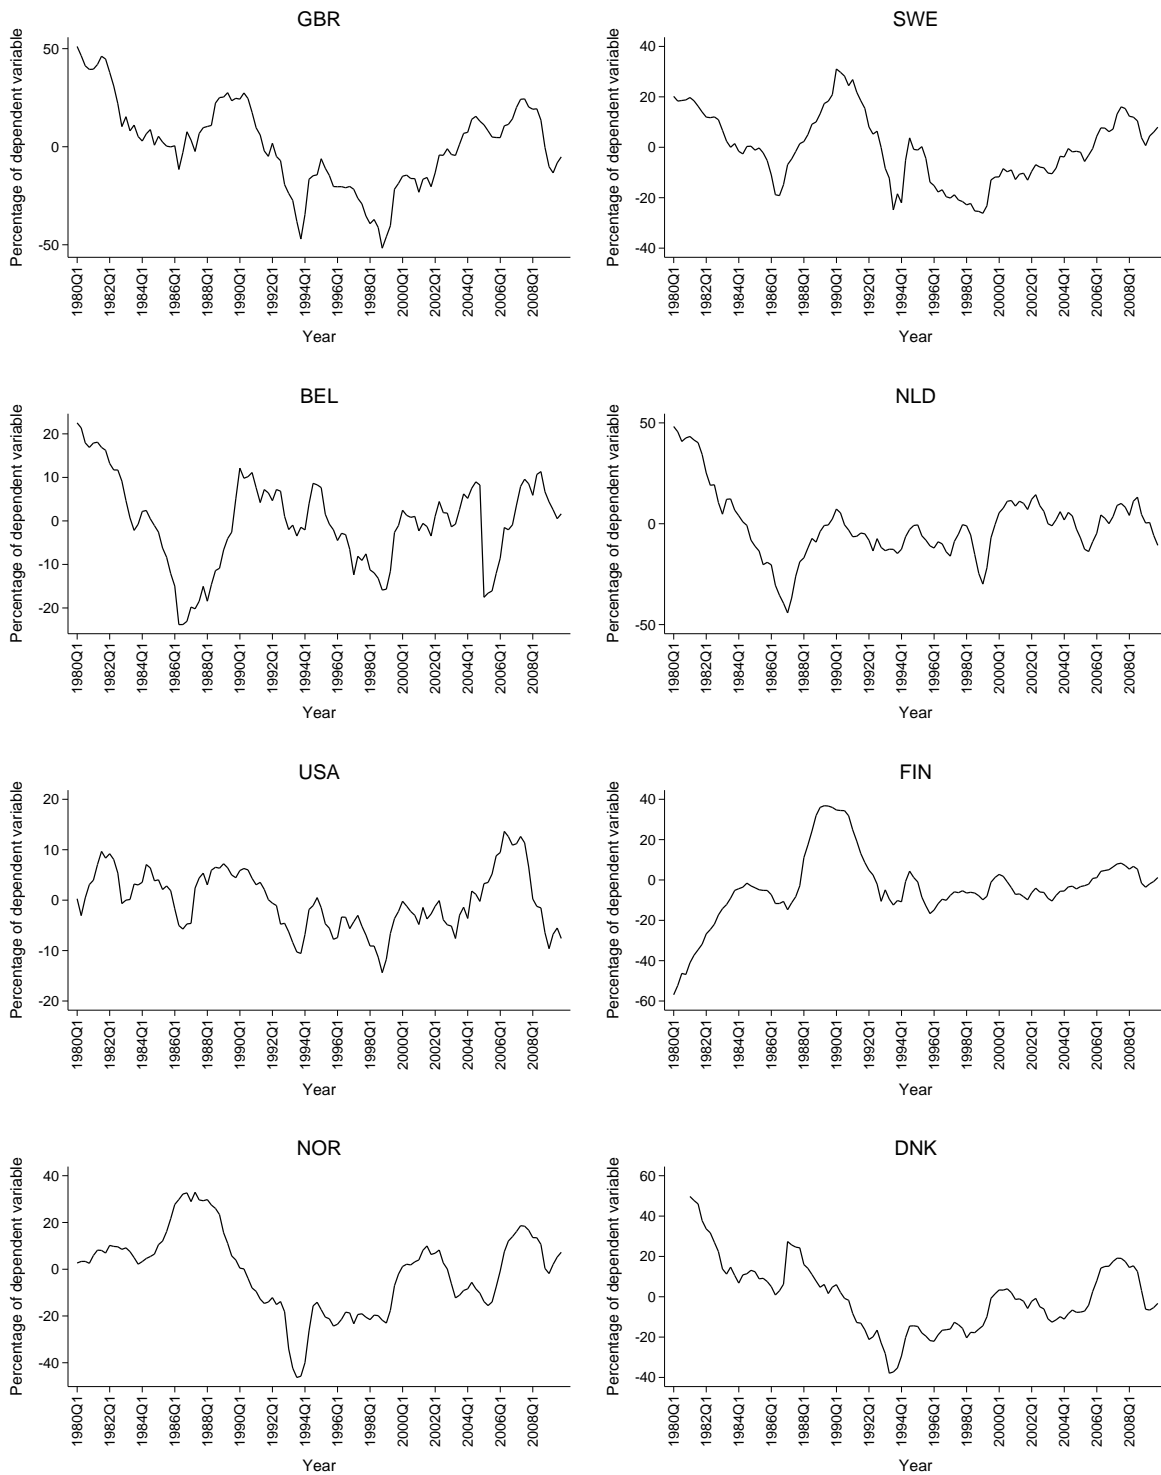 GBR
Percentage of dependent variable
50
0
-50
1980Q1
1982Q1
1984Q1
1986Q1
1988Q1
1990Q1
1992Q1
1994Q1
1996Q1
1998Q1
2000Q1
2002Q1
2004Q1
2006Q1
2008Q1
Year
SWE
Percentage of dependent variable
40
20
0
-20
-40
1980Q1
1982Q1
1984Q1
1986Q1
1988Q1
1990Q1
1992Q1
1994Q1
1996Q1
1998Q1
2000Q1
2002Q1
2004Q1
2006Q1
2008Q1
Year
BEL
Percentage of dependent variable
20
10
0
-10
-20
1980Q1
1982Q1
1984Q1
1986Q1
1988Q1
1990Q1
1992Q1
1994Q1
1996Q1
1998Q1
2000Q1
2002Q1
2004Q1
2006Q1
2008Q1
Year
NLD
Percentage of dependent variable
50
0
-50
1980Q1
1982Q1
1984Q1
1986Q1
1988Q1
1990Q1
1992Q1
1994Q1
1996Q1
1998Q1
2000Q1
2002Q1
2004Q1
2006Q1
2008Q1
Year
USA
Percentage of dependent variable
20
10
0
-10
-20
1980Q1
1982Q1
1984Q1
1986Q1
1988Q1
1990Q1
1992Q1
1994Q1
1996Q1
1998Q1
2000Q1
2002Q1
2004Q1
2006Q1
2008Q1
Year
FIN
Percentage of dependent variable
40
20
0
-20
-40
-60
1980Q1
1982Q1
1984Q1
1986Q1
1988Q1
1990Q1
1992Q1
1994Q1
1996Q1
1998Q1
2000Q1
2002Q1
2004Q1
2006Q1
2008Q1
Year
NOR
Percentage of dependent variable
40
20
0
-20
-40
1980Q1
1982Q1
1984Q1
1986Q1
1988Q1
1990Q1
1992Q1
1994Q1
1996Q1
1998Q1
2000Q1
2002Q1
2004Q1
2006Q1
2008Q1
Year
DNK
Percentage of dependent variable
60
40
20
0
-20
-40
1980Q1
1982Q1
1984Q1
1986Q1
1988Q1
1990Q1
1992Q1
1994Q1
1996Q1
1998Q1
2000Q1
2002Q1
2004Q1
2006Q1
2008Q1
Year